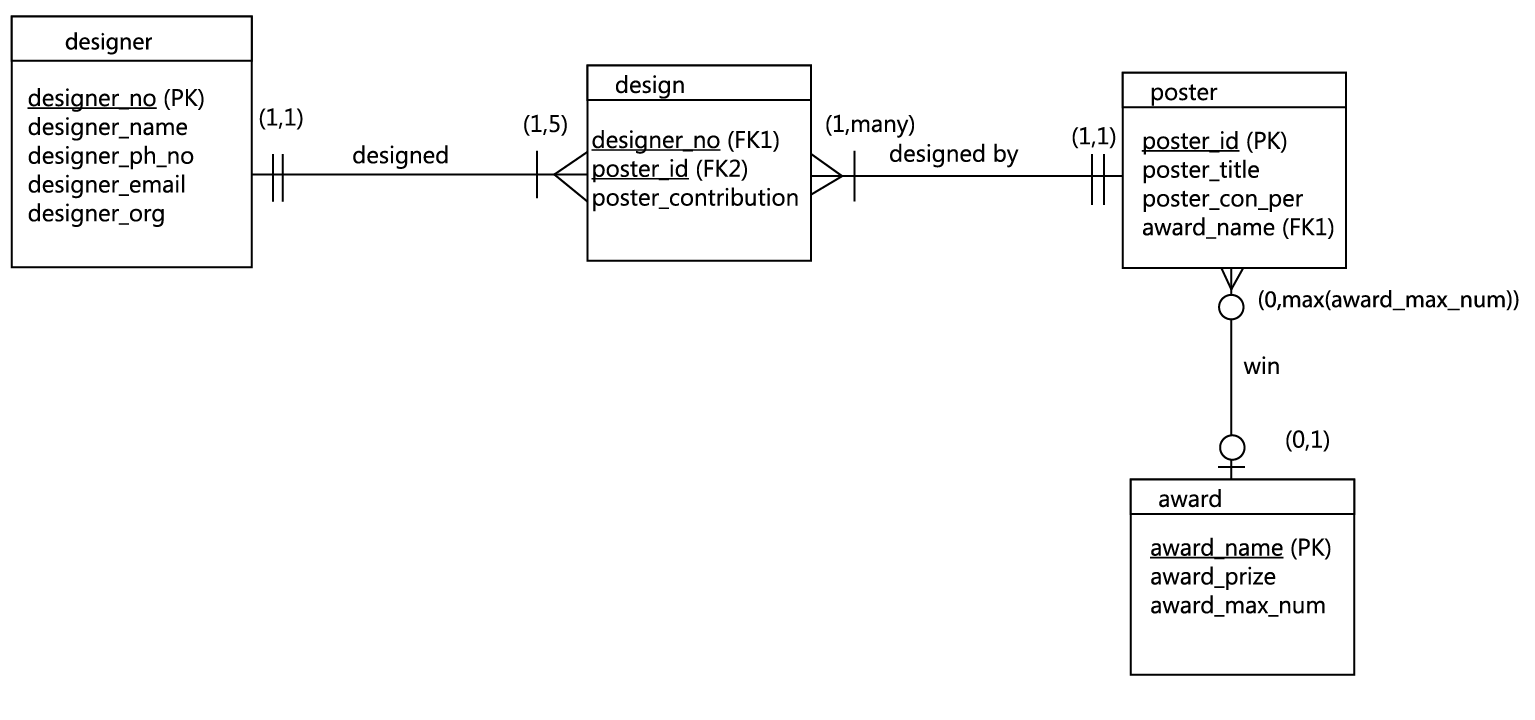 designer
designer_no (PK)
designer_name
designer_ph_no
designer_email
designer_org
(1,1)
designed
(1,5)
design
designer_no (FK1)
poster_id (FK2)
poster_contribution
(1,many)
designed by
(1,1)
poster
poster_id (PK)
poster_title
poster_con_per
award_name (FK1)
(0,max(award_max_num))
win
(0,1)
award
award_name (PK)
award_prize
award_max_num